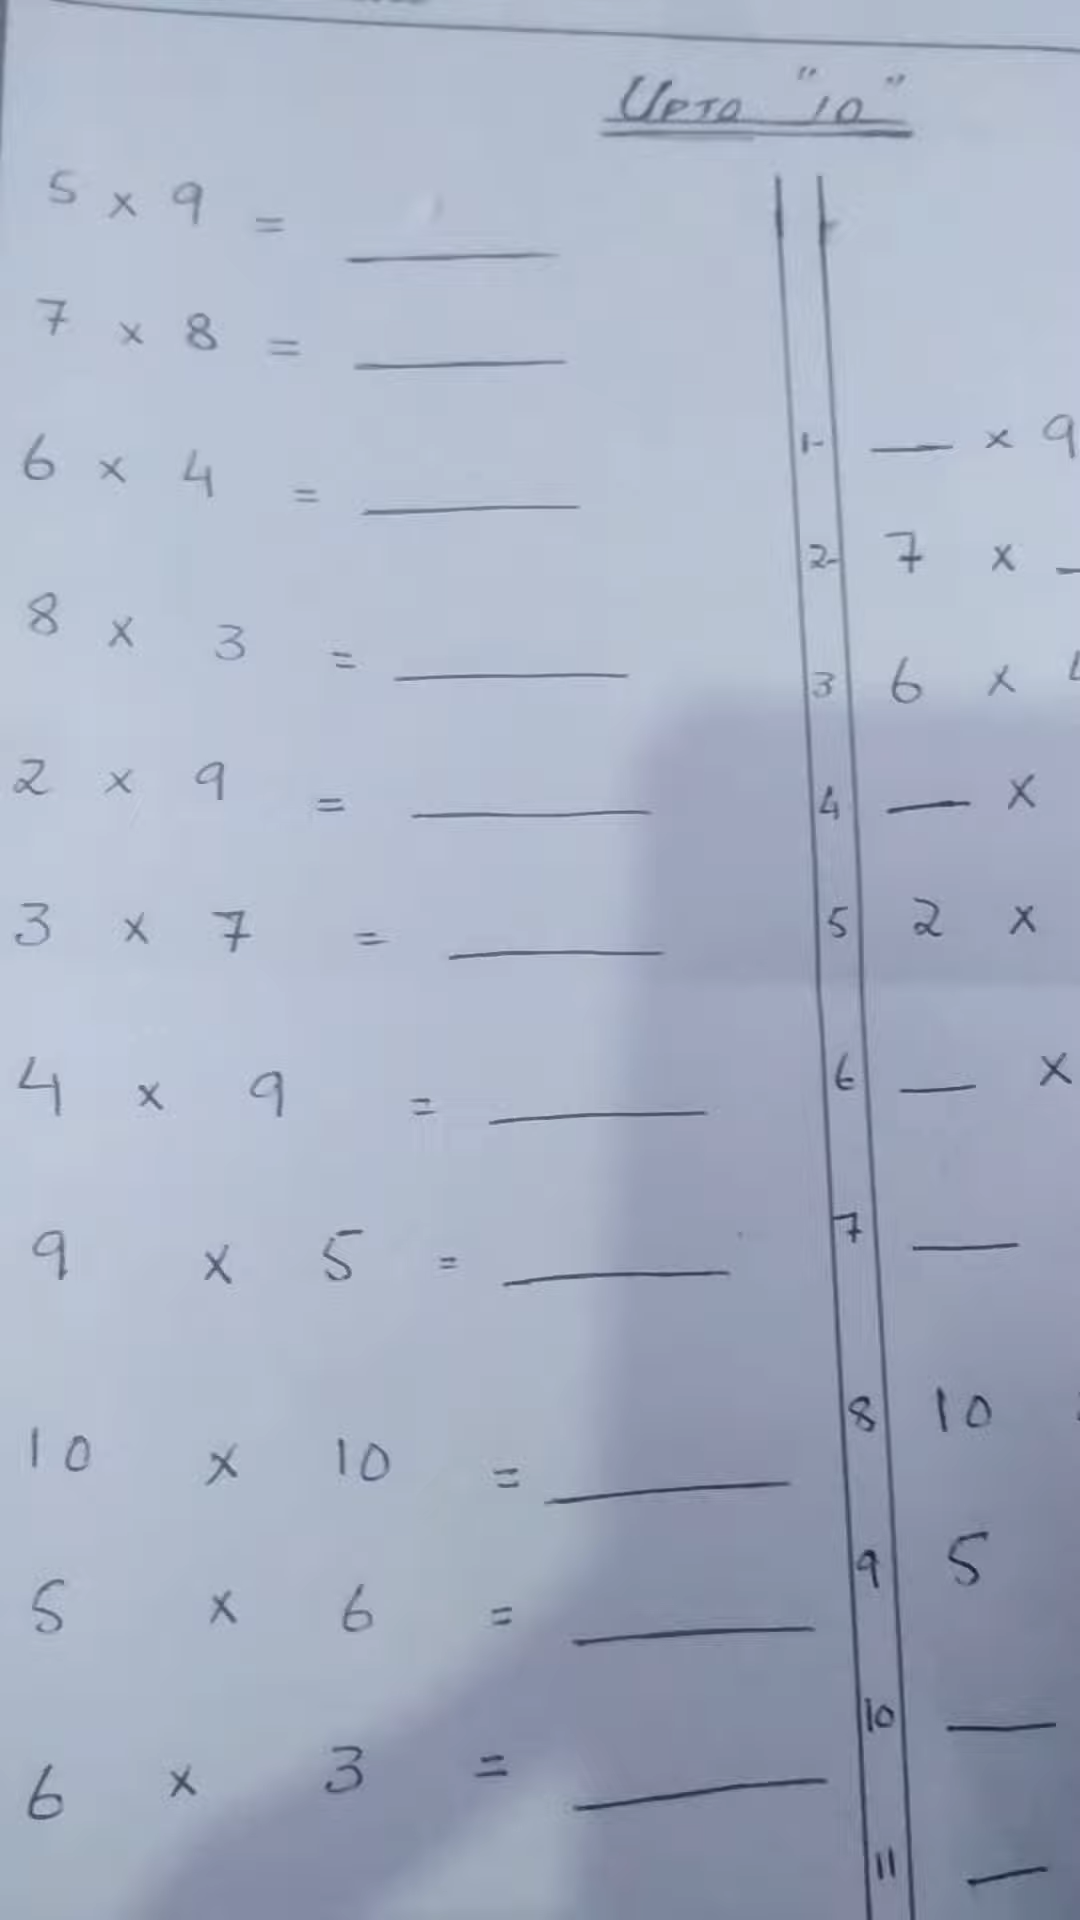 UPTO "10"
5 × 9 = ____
7 × 8 = ____
6 × 4 = ____
8 × 3 = ____
2 × 9 = ____
3 × 7 = ____
4 × 9 = ____
9 × 5 = ____
10 × 10 = ____
5 × 6 = ____
6 × 3 = ____
1- __ × 9
2- 7 × _
3 6 ×
4 __ ×
5 2 ×
6 __ ×
7 __
8 10
9 5
10 __
11 __